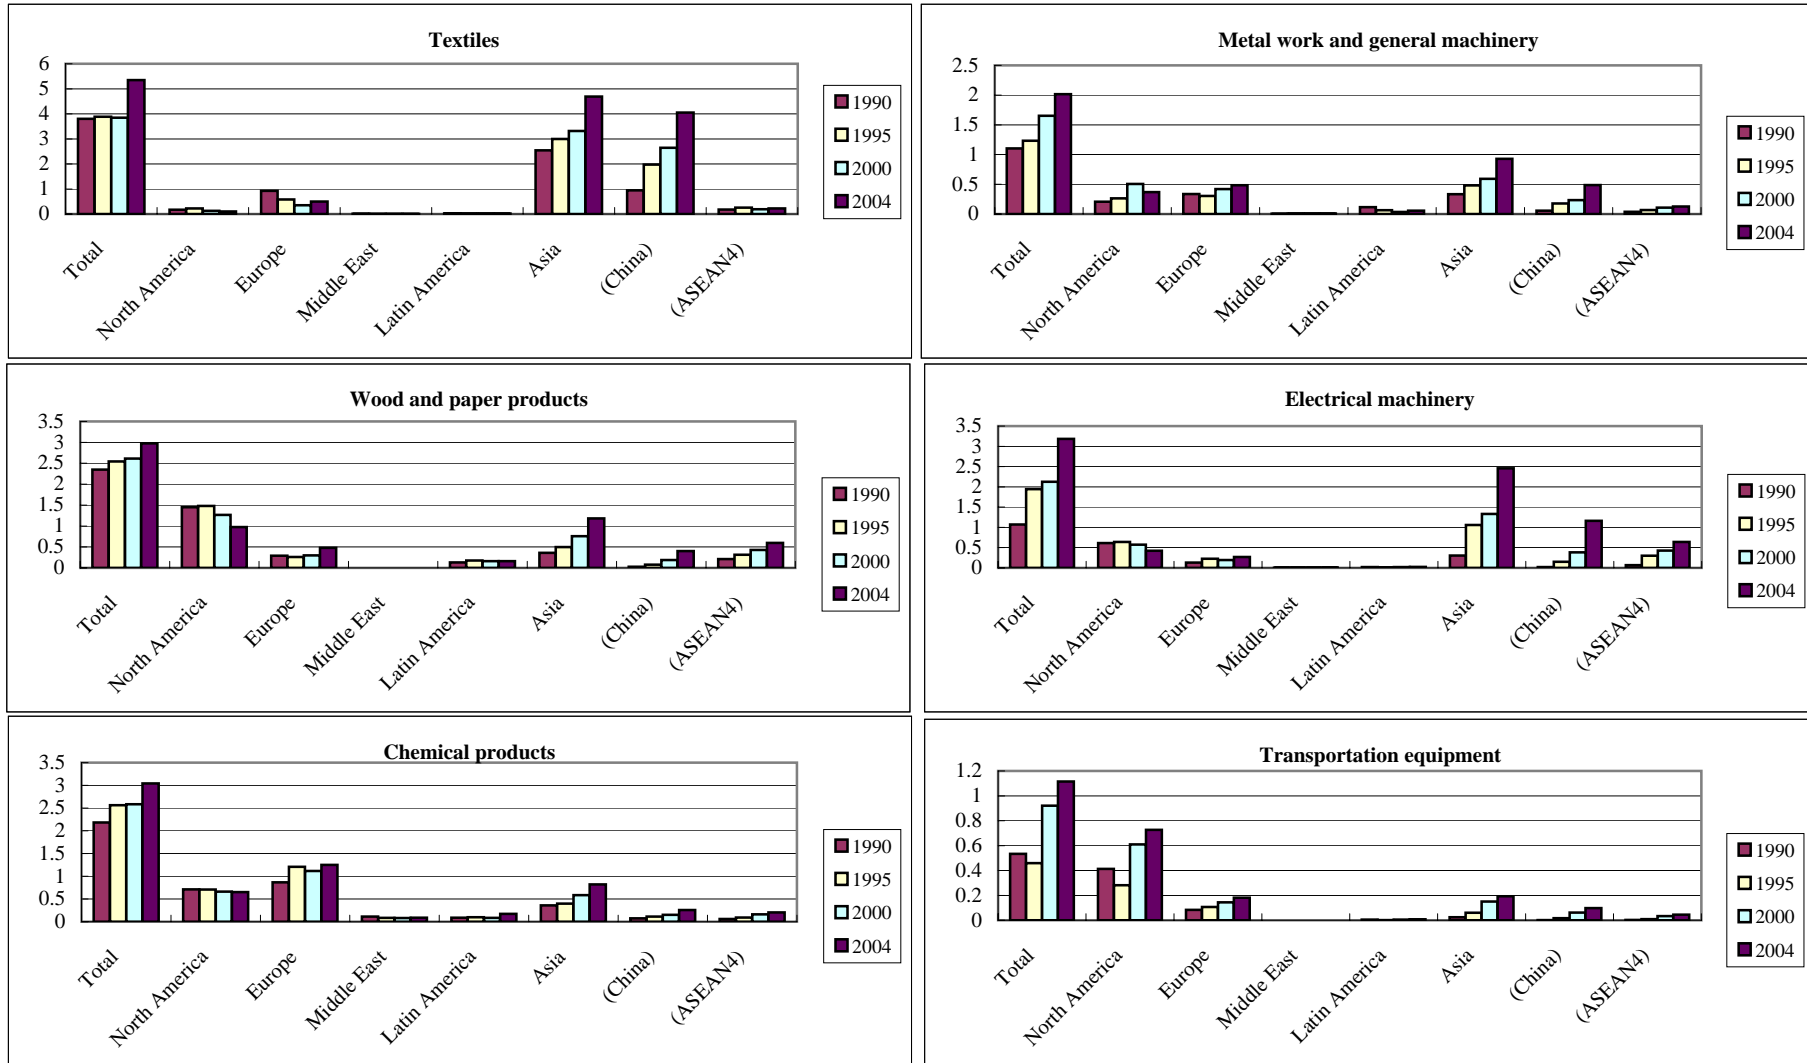 Textiles
6
5
4
3
2
1
0
Total
North America
Europe
Middle East
Latin America
Asia
(China)
(ASEAN4)
1990
1995
2000
2004
Metal work and general machinery
2.5
2
1.5
1
0.5
0
Total
North America
Europe
Middle East
Latin America
Asia
(China)
(ASEAN4)
1990
1995
2000
2004
Wood and paper products
3.5
3
2.5
2
1.5
1
0.5
0
Total
North America
Europe
Middle East
Latin America
Asia
(China)
(ASEAN4)
1990
1995
2000
2004
Electrical machinery
3.5
3
2.5
2
1.5
1
0.5
0
Total
North America
Europe
Middle East
Latin America
Asia
(China)
(ASEAN4)
1990
1995
2000
2004
Chemical products
3.5
3
2.5
2
1.5
1
0.5
0
Total
North America
Europe
Middle East
Latin America
Asia
(China)
(ASEAN4)
1990
1995
2000
2004
Transportation equipment
1.2
1
0.8
0.6
0.4
0.2
0
Total
North America
Europe
Middle East
Latin America
Asia
(China)
(ASEAN4)
1990
1995
2000
2004